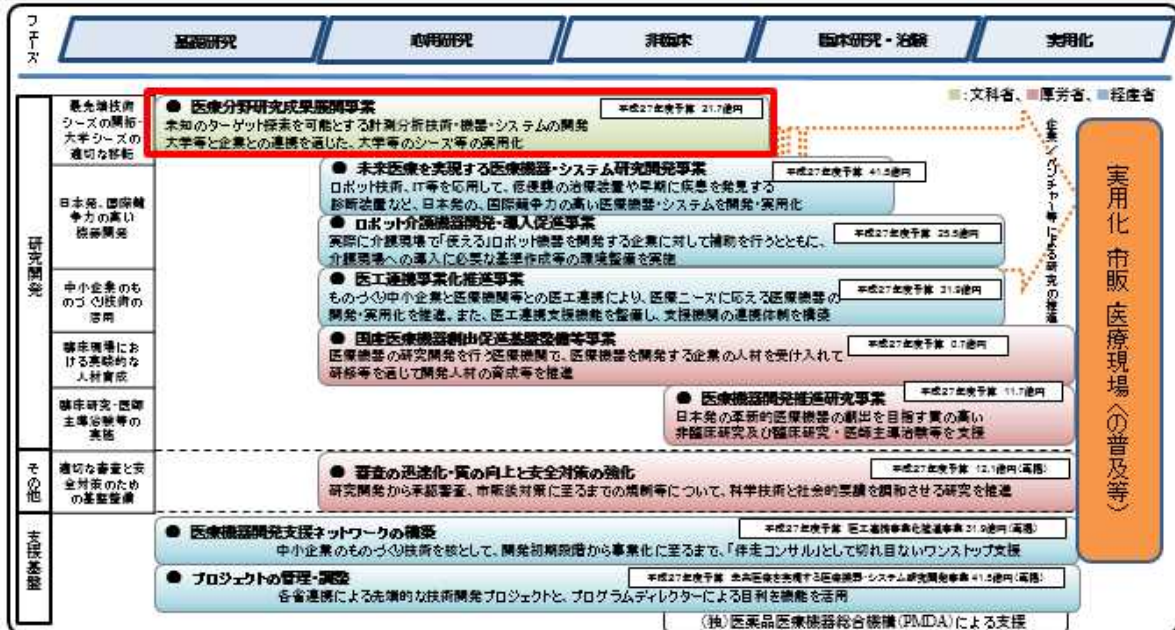 フェーズ
基礎研究
応用研究
非臨床
臨床研究・治験
実用化
■:文科省、■厚労省、■経産省
研究開発
最先端技術
シーズの開拓・
大学シーズの
適切な移転
● 医療分野研究成果展開事業
平成27年度予算 21.7億円
未知のターゲット探索を可能とする計測分析技術・機器・システムの開発
大学等と企業との連携を通じた、大学等のシーズ等の実用化
日本発、国際競
争力の高い
機器開発
● 未来医療を実現する医療機器・システム研究開発事業
平成27年度予算 41.5億円
ロボット技術、IT等を応用して、低侵襲の治療装置や早期に疾患を発見する
診断装置など、日本発の、国際競争力の高い医療機器・システムを開発・実用化
● ロボット介護機器開発・導入促進事業
平成27年度予算 25.5億円
実際に介護現場で「使える」ロボット機器を開発する企業に対して補助を行うとともに、
介護現場への導入に必要な基準作成等の環境整備を実施
中小企業のも
のづくり技術の
活用
● 医工連携事業化推進事業
平成27年度予算 31.9億円
ものづくり中小企業と医療機関等との医工連携により、医療ニーズに応える医療機器の
開発・実用化を推進。また、医工連携支援機能を整備し、支援機関の連携体制を構築
臨床現場にお
ける実践的な
人材育成
● 国産医療機器創出促進基盤整備等事業
平成27年度予算 0.7億円
医療機器の研究開発を行う医療機関で、医療機器を開発する企業の人材を受け入れて
研修等を通じて開発人材の育成等を推進
臨床研究・医師
主導治験等の
実施
● 医療機器開発推進研究事業
平成27年度予算 11.7億円
日本発の革新的医療機器の創出を目指す質の高い
非臨床研究及び臨床研究・医師主導治験等を支援
その他
適切な審査と安
全対策のため
の基盤整備
● 審査の迅速化・質の向上と安全対策の強化
平成27年度予算 12.1億円(再掲)
研究開発から承認審査、市販後対策に至るまでの規制等について、科学技術と社会的要請を調和させる研究を推進
支援基盤
● 医療機器開発支援ネットワークの構築
平成27年度予算 医工連携事業化推進事業 31.9億円(再掲)
中小企業のものづくり技術を核として、開発初期段階から事業化に至るまで、「伴走コンサル」として切れ目ないワンストップ支援
● プロジェクトの管理・調整
平成27年度予算 未来医療を実現する医療機器・システム研究開発事業 41.5億円(再掲)
各省連携による先端的な技術開発プロジェクトと、プログラムディレクターによる目利き機能を活用
(独)医薬品医療機器総合機構(PMDA)による支援
企業/ベンチャー等による研究の推進
実用化(市販・医療現場への普及等)